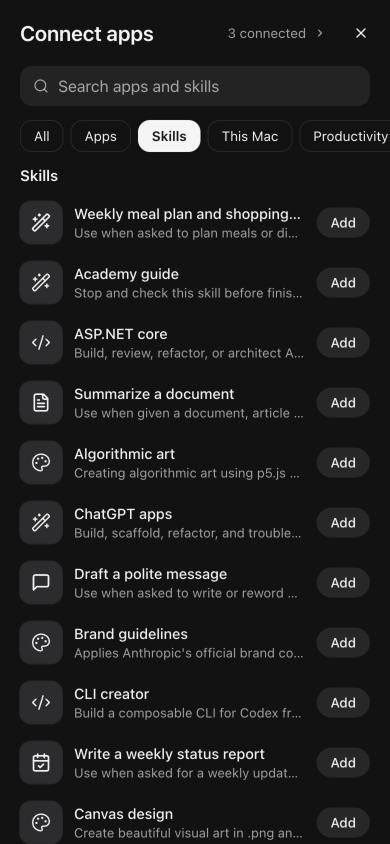 Connect apps
3 connected
Search apps and skills
All
Apps
Skills
This Mac
Productivity
Skills
Weekly meal plan and shopping...
Use when asked to plan meals or di...
Add
Academy guide
Stop and check this skill before finis...
Add
ASP.NET core
Build, review, refactor, or architect A...
Add
Summarize a document
Use when given a document, article ...
Add
Algorithmic art
Creating algorithmic art using p5.js ...
Add
ChatGPT apps
Build, scaffold, refactor, and trouble...
Add
Draft a polite message
Use when asked to write or reword ...
Add
Brand guidelines
Applies Anthropic's official brand co...
Add
CLI creator
Build a composable CLI for Codex fr...
Add
Write a weekly status report
Use when asked for a weekly updat...
Add
Canvas design
Create beautiful visual art in .png an...
Add